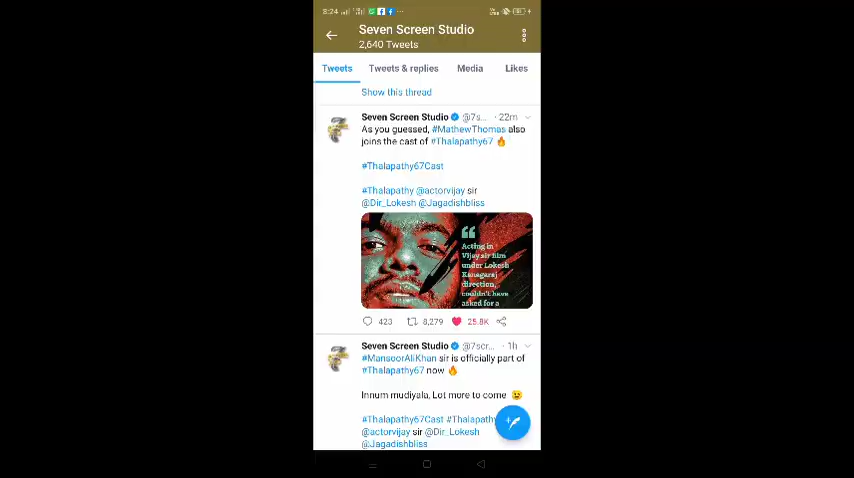 8:24
Seven Screen Studio
2,640 Tweets
Tweets Tweets & replies Media Likes
Show this thread
Seven Screen Studio @7s... · 22m
As you guessed, #MathewThomas also
joins the cast of #Thalapathy67 🔥
#Thalapathy67Cast
#Thalapathy @actorvijay sir
@Dir_Lokesh @Jagadishbliss
Acting in
Vijay sir film
under Lokesh
Kanagaraj
direction,
couldn't have
asked for a
423 8,279 25.8K
Seven Screen Studio @7scr... · 1h
#MansoorAliKhan sir is officially part of
#Thalapathy67 now 🔥
Innum mudiyala, Lot more to come 😉
#Thalapathy67Cast #Thalapathy
@actorvijay sir @Dir_Lokesh
@Jagadishbliss